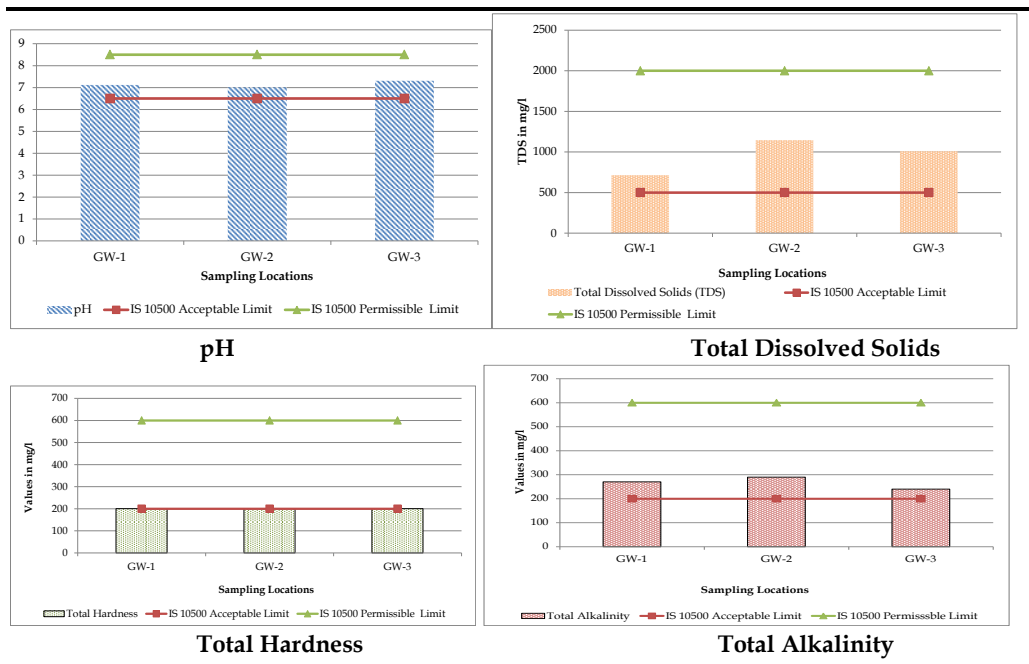 9
8
7
6
5
4
3
2
1
0
GW-1 GW-2 GW-3
Sampling Locations
pH IS 10500 Acceptable Limit IS 10500 Permissible Limit
pH
TDS in mg/l
2500
2000
1500
1000
500
0
GW-1 GW-2 GW-3
Sampling Locations
Total Dissolved Solids (TDS) IS 10500 Acceptable Limit
IS 10500 Permissible Limit
Total Dissolved Solids
Values in mg/l
700
600
500
400
300
200
100
0
GW-1 GW-2 GW-3
Sampling Locations
Total Hardness IS 10500 Acceptable Limit IS 10500 Permissible Limit
Total Hardness
Values in mg/l
700
600
500
400
300
200
100
0
GW-1 GW-2 GW-3
Sampling Locations
Total Alkalinity IS 10500 Acceptable Limit IS 10500 Permisssble Limit
Total Alkalinity